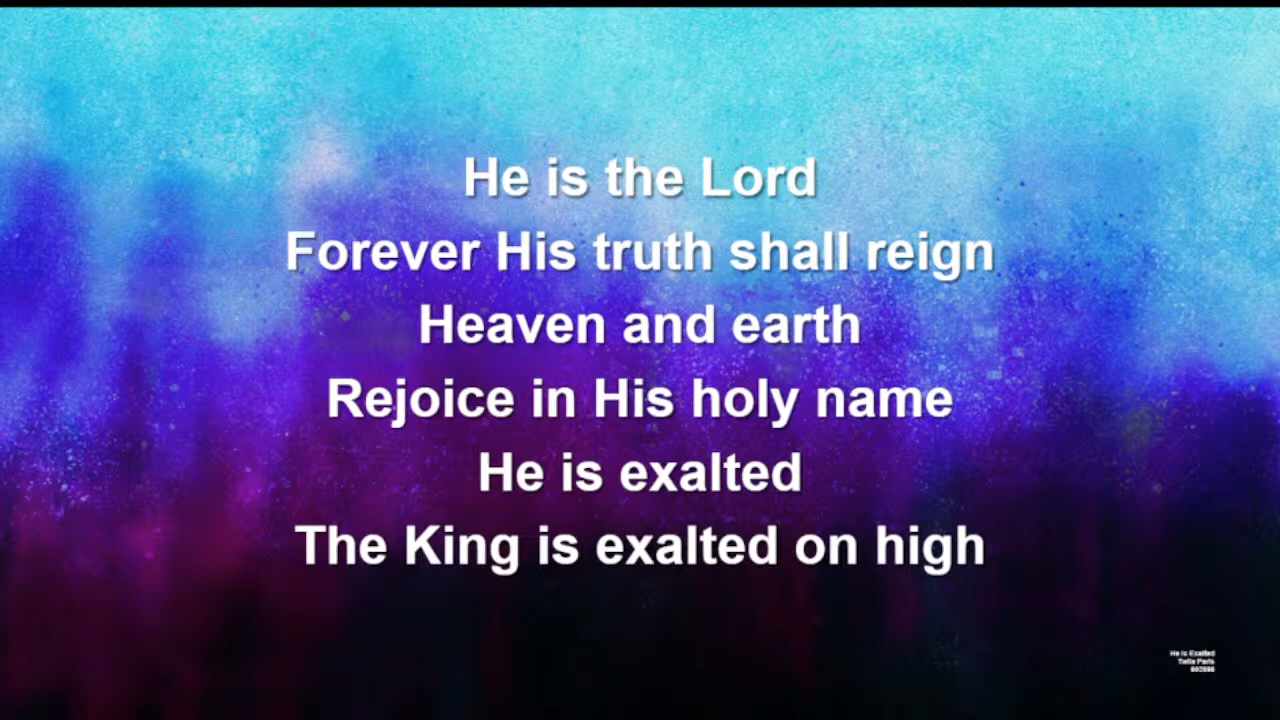 He is the Lord
Forever His truth shall reign
Heaven and earth
Rejoice in His holy name
He is exalted
The King is exalted on high
He is Exalted
Twila Paris